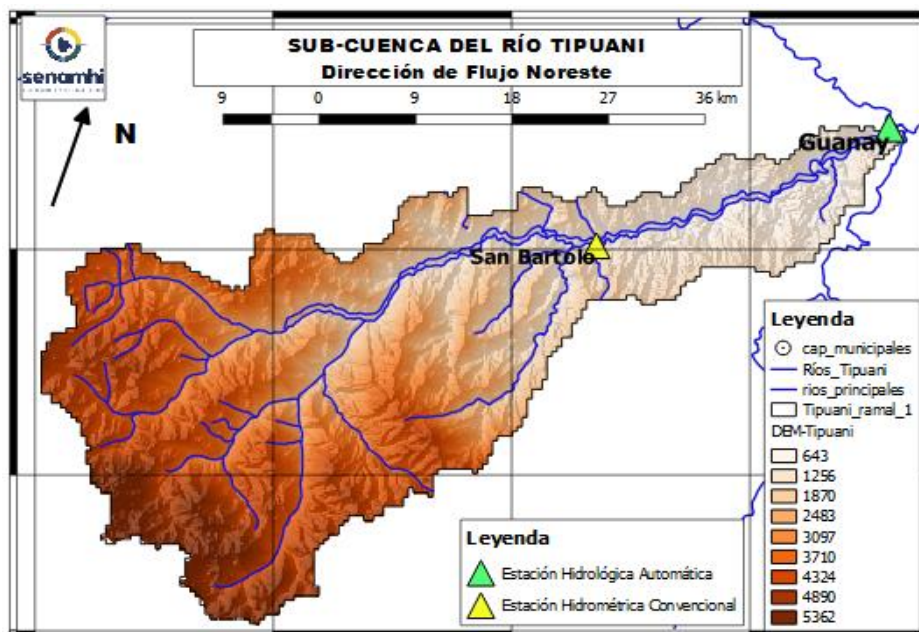 senamhi
SUB-CUENCA DEL RÍO TIPUANI
Dirección de Flujo Noreste
9 0 9 18 27 36 km
N
Guanay
San Bartolo
Leyenda
cap_municipales
Ríos_Tipuani
rios_principales
Tipuani_ramal_1
DEM-Tipuani
643
1256
1870
2483
3097
3710
4324
4890
5362
Leyenda
Estación Hidrológica Automática
Estación Hidrométrica Convencional